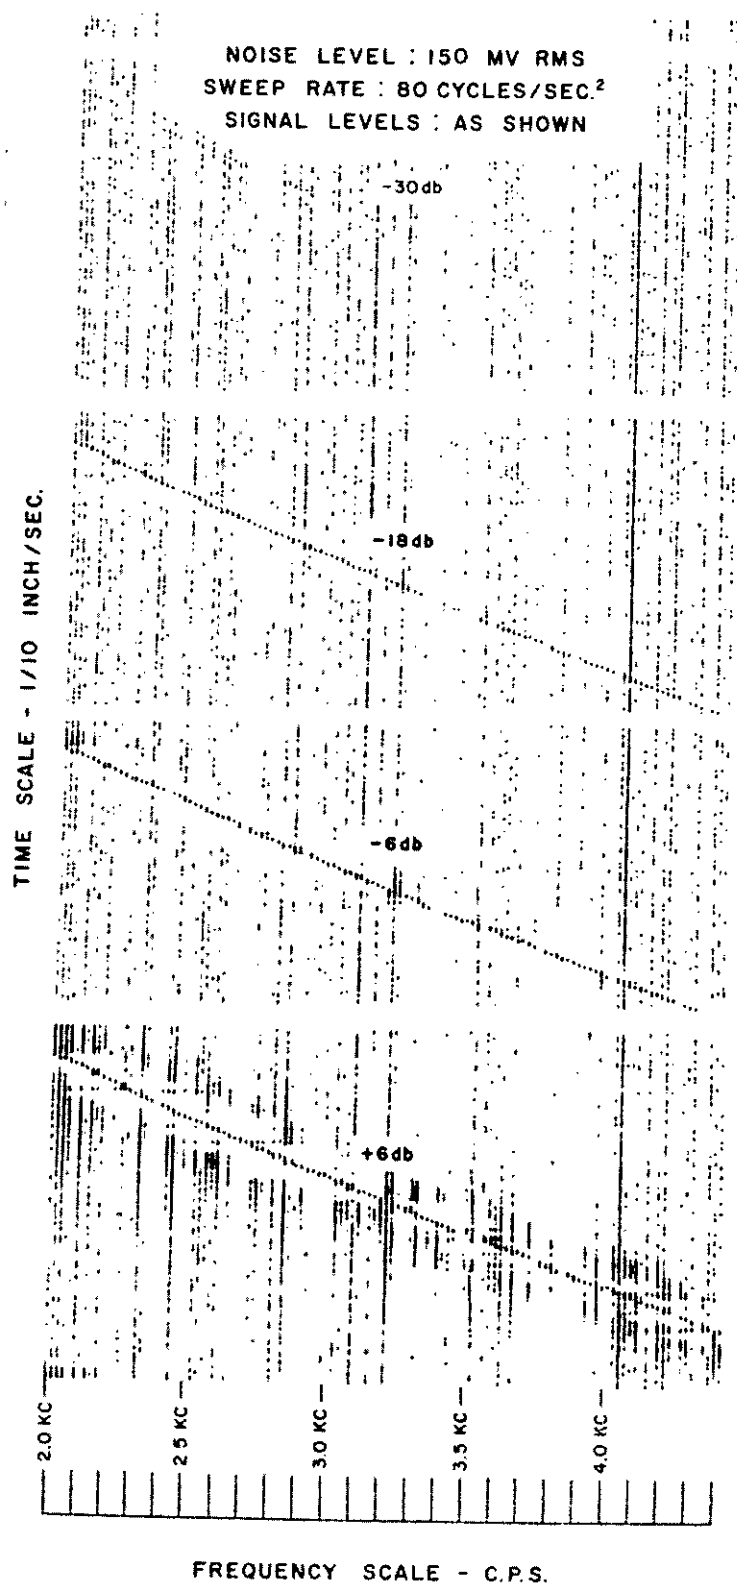 NOISE LEVEL : 150 MV RMS
SWEEP RATE : 80 CYCLES/SEC.²
SIGNAL LEVELS : AS SHOWN
-30db
-18db
-6db
+6db
TIME SCALE - 1/10 INCH/SEC.
2.0 KC
2.5 KC
3.0 KC
3.5 KC
4.0 KC
FREQUENCY SCALE - C.P.S.